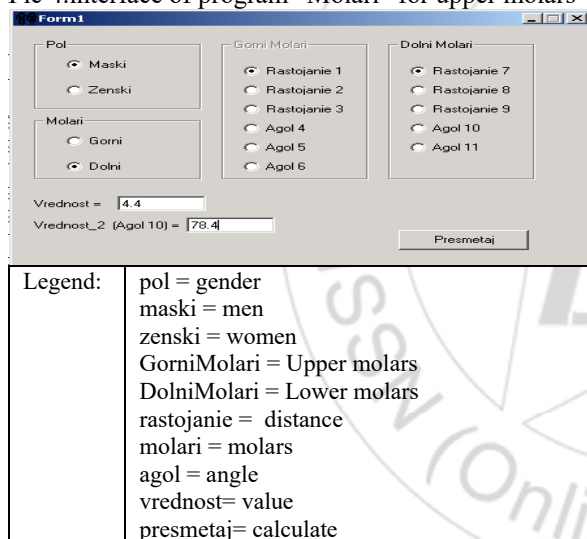 Pic 4.interface of program "Molari" for upper molars
Form1
Pol
Maski
Zenski
Molari
Gorni
Dolni
Gorni Molari
Rastojanie 1
Rastojanie 2
Rastojanie 3
Agol 4
Agol 5
Agol 6
Dolni Molari
Rastojanie 7
Rastojanie 8
Rastojanie 9
Agol 10
Agol 11
Vrednost = 4.4
Vrednost_2 (Agol 10) = 78.4
Presmetaj
Legend:
pol = gender
maski = men
zenski = women
GorniMolari = Upper molars
DolniMolari = Lower molars
rastojanie = distance
molari = molars
agol = angle
vrednost= value
presmetaj= calculate